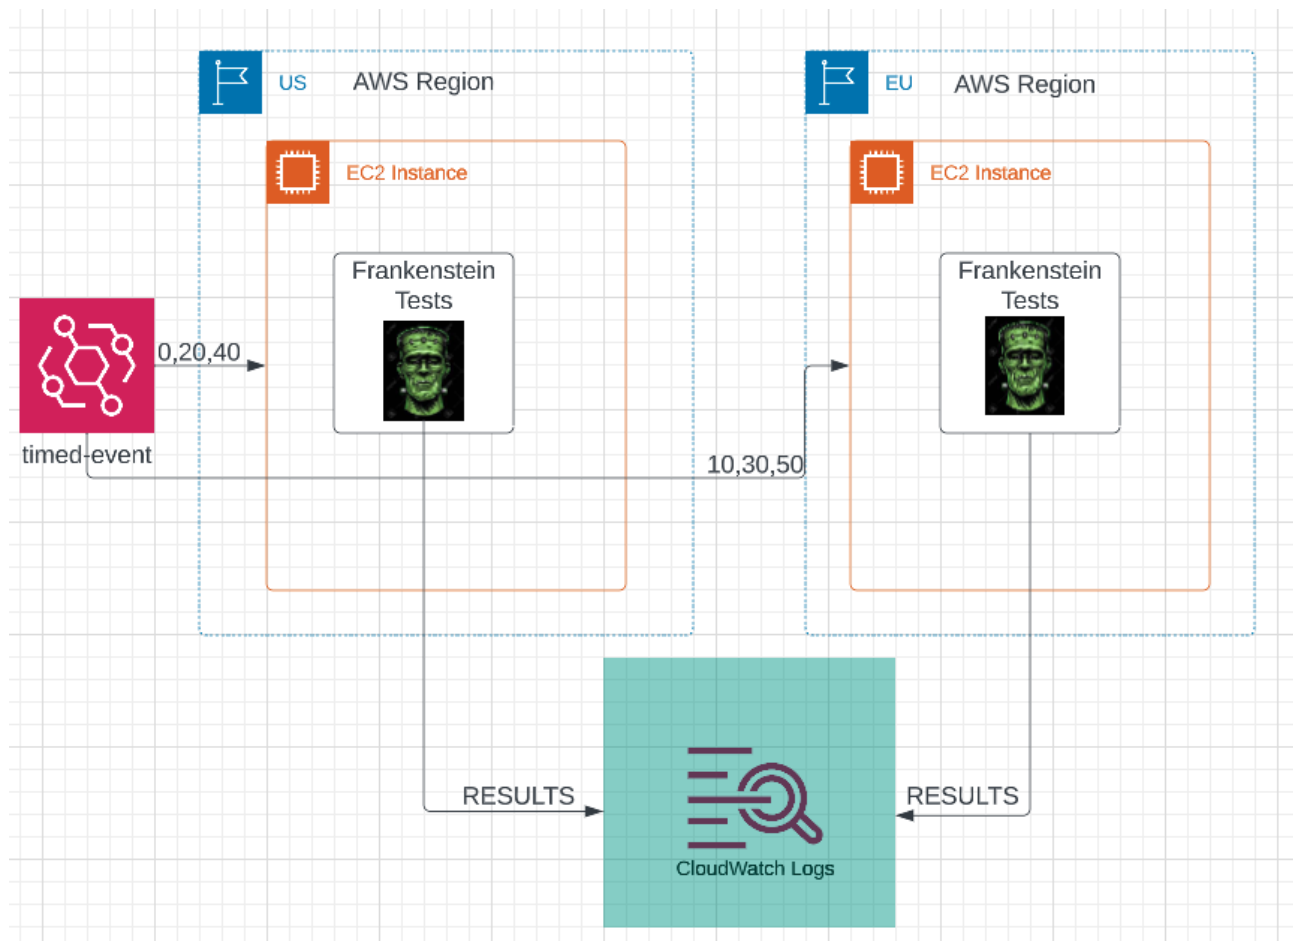 US
AWS Region
EU
AWS Region
EC2 Instance
EC2 Instance
Frankenstein
Tests
Frankenstein
Tests
0,20,40
timed-event
10,30,50
RESULTS
RESULTS
CloudWatch Logs